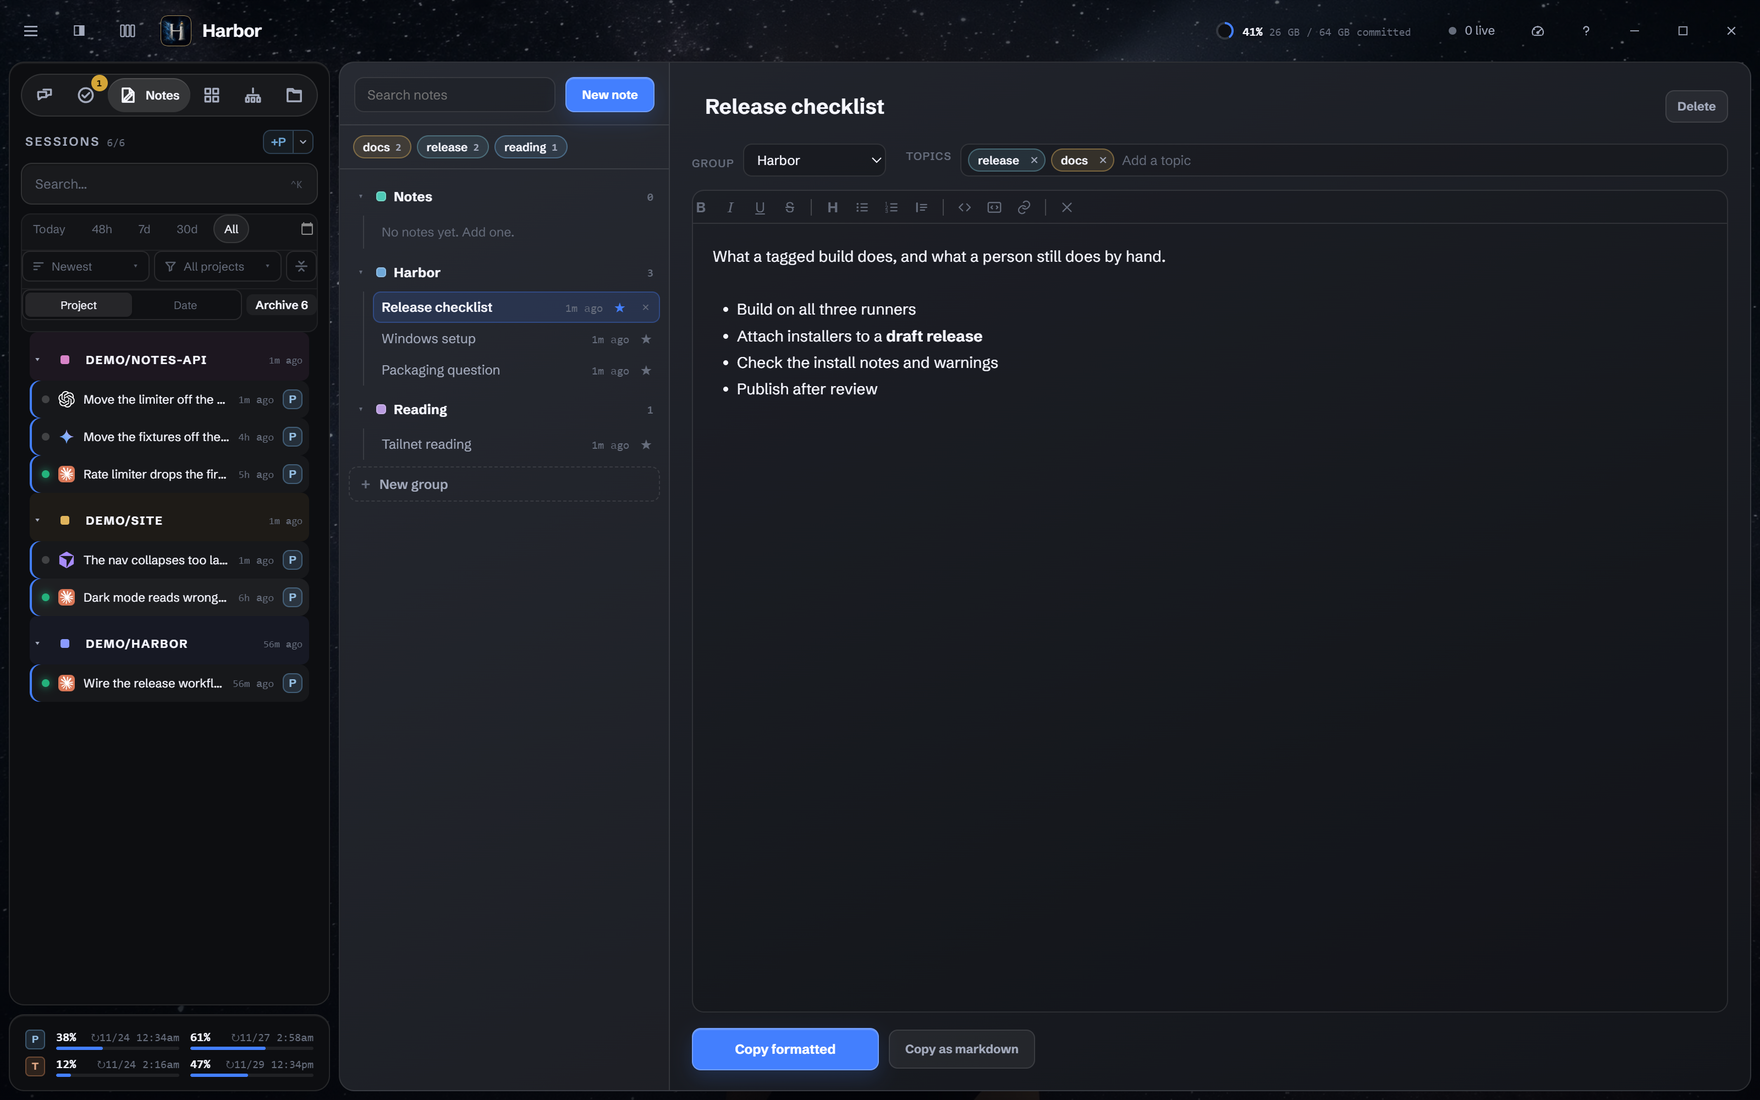 Harbor
41% 26 GB / 64 GB committed
0 live
?
1
Notes
SESSIONS 6/6
+P
Search...
^K
Today 48h 7d 30d All
Newest
All projects
Project Date Archive 6
DEMO/NOTES-API 1m ago
Move the limiter off the ... 1m ago P
Move the fixtures off the... 4h ago P
Rate limiter drops the fir... 5h ago P
DEMO/SITE 1m ago
The nav collapses too la... 1m ago P
Dark mode reads wrong... 6h ago P
DEMO/HARBOR 56m ago
Wire the release workfl... 56m ago P
P 38% ↻11/24 12:34am 61% ↻11/27 2:58am
T 12% ↻11/24 2:16am 47% ↻11/29 12:34pm
Search notes
New note
docs 2 release 2 reading 1
Notes 0
No notes yet. Add one.
Harbor 3
Release checklist 1m ago ★ ×
Windows setup 1m ago ★
Packaging question 1m ago ★
Reading 1
Tailnet reading 1m ago ★
+ New group
Release checklist
Delete
GROUP Harbor
TOPICS release × docs × Add a topic
B I U S H
What a tagged build does, and what a person still does by hand.
• Build on all three runners
• Attach installers to a draft release
• Check the install notes and warnings
• Publish after review
Copy formatted
Copy as markdown